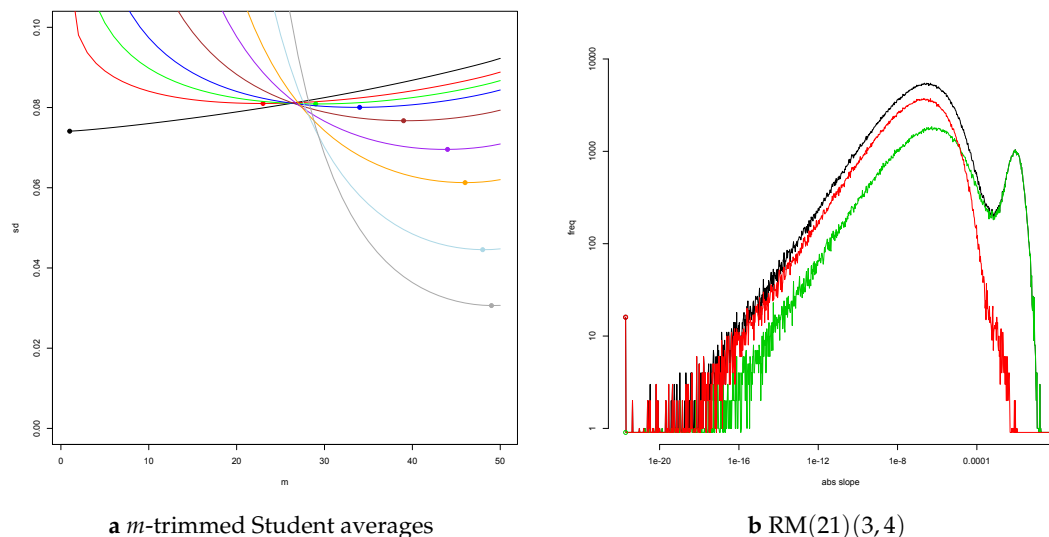 0.10
0.08
0.06
0.04
0.02
0.00
sd
0 10 20 30 40 50
m
10000
1000
100
10
1
freq
1e-20 1e-16 1e-12 1e-8 0.0001
abs slope
a m-trimmed Student averages
b RM(21)(3, 4)